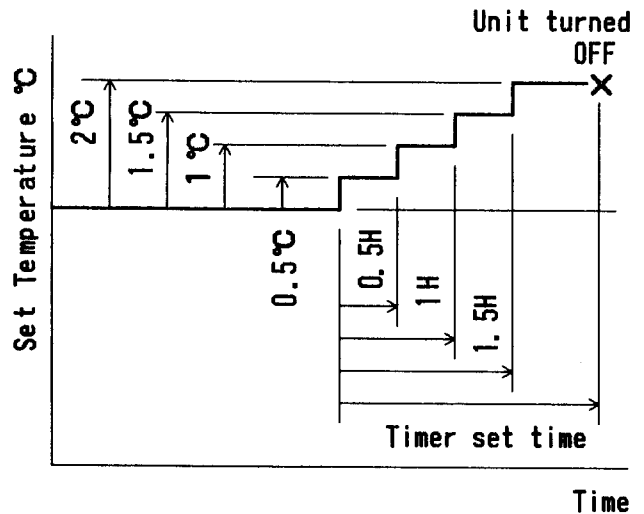 Unit turned
OFF
Set Temperature ℃
2℃
1.5℃
1℃
0.5℃
0.5H
1H
1.5H
Timer set time
Time